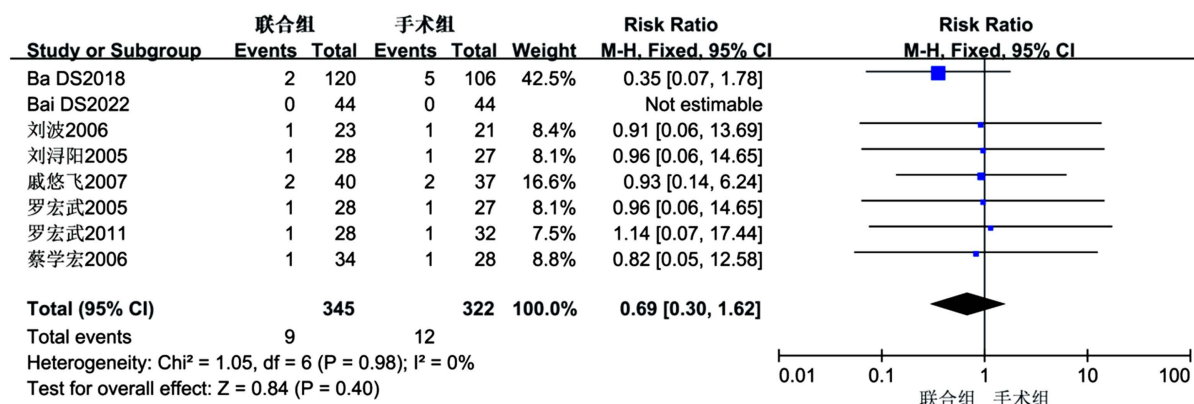 联合组 手术组 Risk Ratio Risk Ratio
Study or Subgroup Events Total Events Total Weight M-H, Fixed, 95% CI M-H, Fixed, 95% CI
Ba DS2018 2 120 5 106 42.5% 0.35 [0.07, 1.78]
Bai DS2022 0 44 0 44 Not estimable
刘波2006 1 23 1 21 8.4% 0.91 [0.06, 13.69]
刘浔阳2005 1 28 1 27 8.1% 0.96 [0.06, 14.65]
戚悠飞2007 2 40 2 37 16.6% 0.93 [0.14, 6.24]
罗宏武2005 1 28 1 27 8.1% 0.96 [0.06, 14.65]
罗宏武2011 1 28 1 32 7.5% 1.14 [0.07, 17.44]
蔡学宏2006 1 34 1 28 8.8% 0.82 [0.05, 12.58]
Total (95% CI) 345 322 100.0% 0.69 [0.30, 1.62]
Total events 9 12
Heterogeneity: Chi² = 1.05, df = 6 (P = 0.98); I² = 0%
Test for overall effect: Z = 0.84 (P = 0.40)
0.01 0.1 1 10 100
联合组 手术组